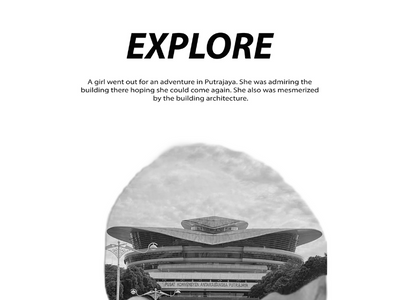 EXPLORE
A girl went out for an adventure in Putrajaya. She was admiring the
building there hoping she could come again. She also was mesmerized
by the building architecture.